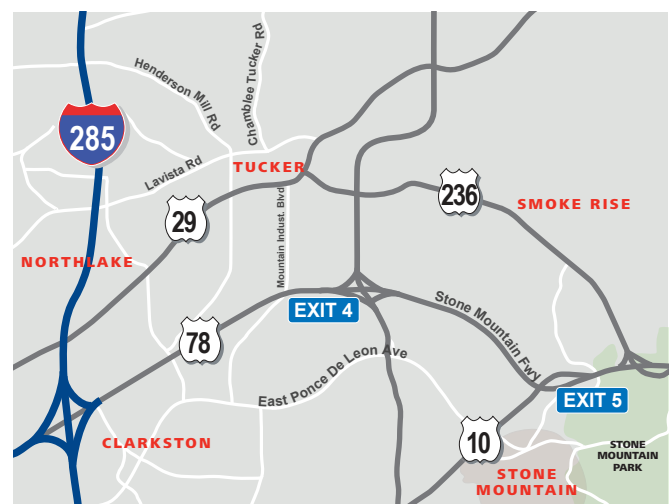 Henderson Mill Rd
Chamblee Tucker Rd
285
Lavista Rd
TUCKER
236
SMOKE RISE
29
NORTHLAKE
Mountain Indust. Blvd
EXIT 4
Stone Mountain Fwy
78
East Ponce De Leon Ave
EXIT 5
CLARKSTON
10
STONE
MOUNTAIN
STONE
MOUNTAIN
PARK